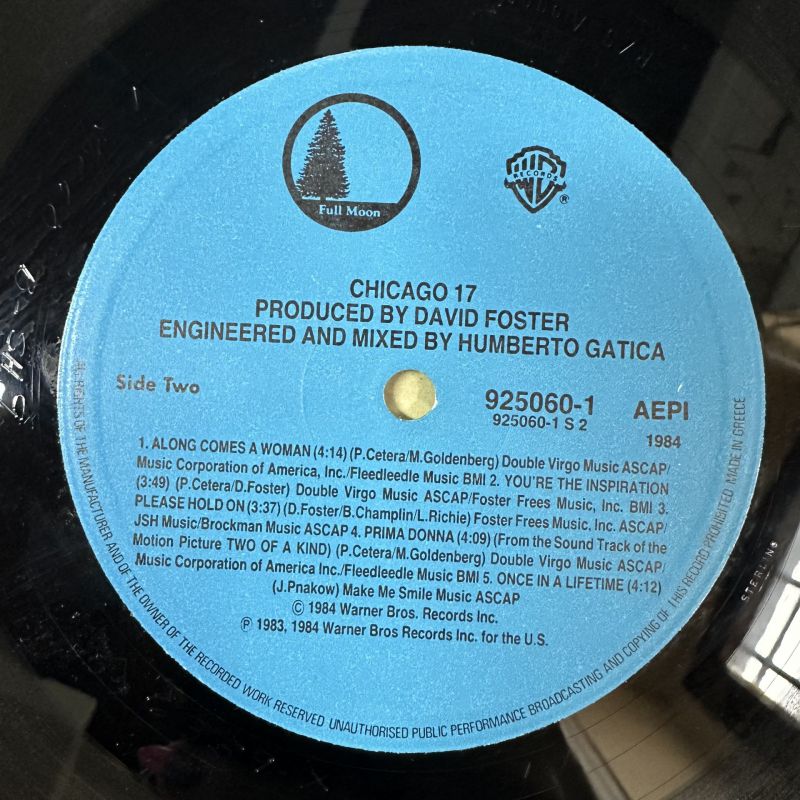 Full Moon
WB
RECORDS
®
CHICAGO 17
PRODUCED BY DAVID FOSTER
ENGINEERED AND MIXED BY HUMBERTO GATICA
Side Two
925060-1
AEPI
925060-1 S 2
1984
1. ALONG COMES A WOMAN (4:14) (P.Cetera/M.Goldenberg) Double Virgo Music ASCAP/
Music Corporation of America, Inc./Fleedleedle Music BMI 2. YOU'RE THE INSPIRATION
(3:49) (P.Cetera/D.Foster) Double Virgo Music ASCAP/Foster Frees Music, Inc. BMI 3.
PLEASE HOLD ON (3:37) (D.Foster/B.Champlin/L.Richie) Foster Frees Music. Inc. ASCAP/
JSH Music/Brockman Music ASCAP 4. PRIMA DONNA (4:09) (From the Sound Track of the
Motion Picture TWO OF A KIND) (P.Cetera/M.Goldenberg) Double Virgo Music ASCAP/
Music Corporation of America Inc./Fleedleedle Music BMI 5. ONCE IN A LIFETIME (4:12)
(J.Pnakow) Make Me Smile Music ASCAP
© 1984 Warner Bros. Records Inc.
℗ 1983, 1984 Warner Bros Records Inc. for the U.S.
RIGHTS OF THE MANUFACTURER AND OF THE OWNER OF THE RECORDED WORK RESERVED UNAUTHORISED PUBLIC PERFORMANCE BROADCASTING AND COPYING OF THIS RECORD PROHIBITED MADE IN GREECE
STERLING